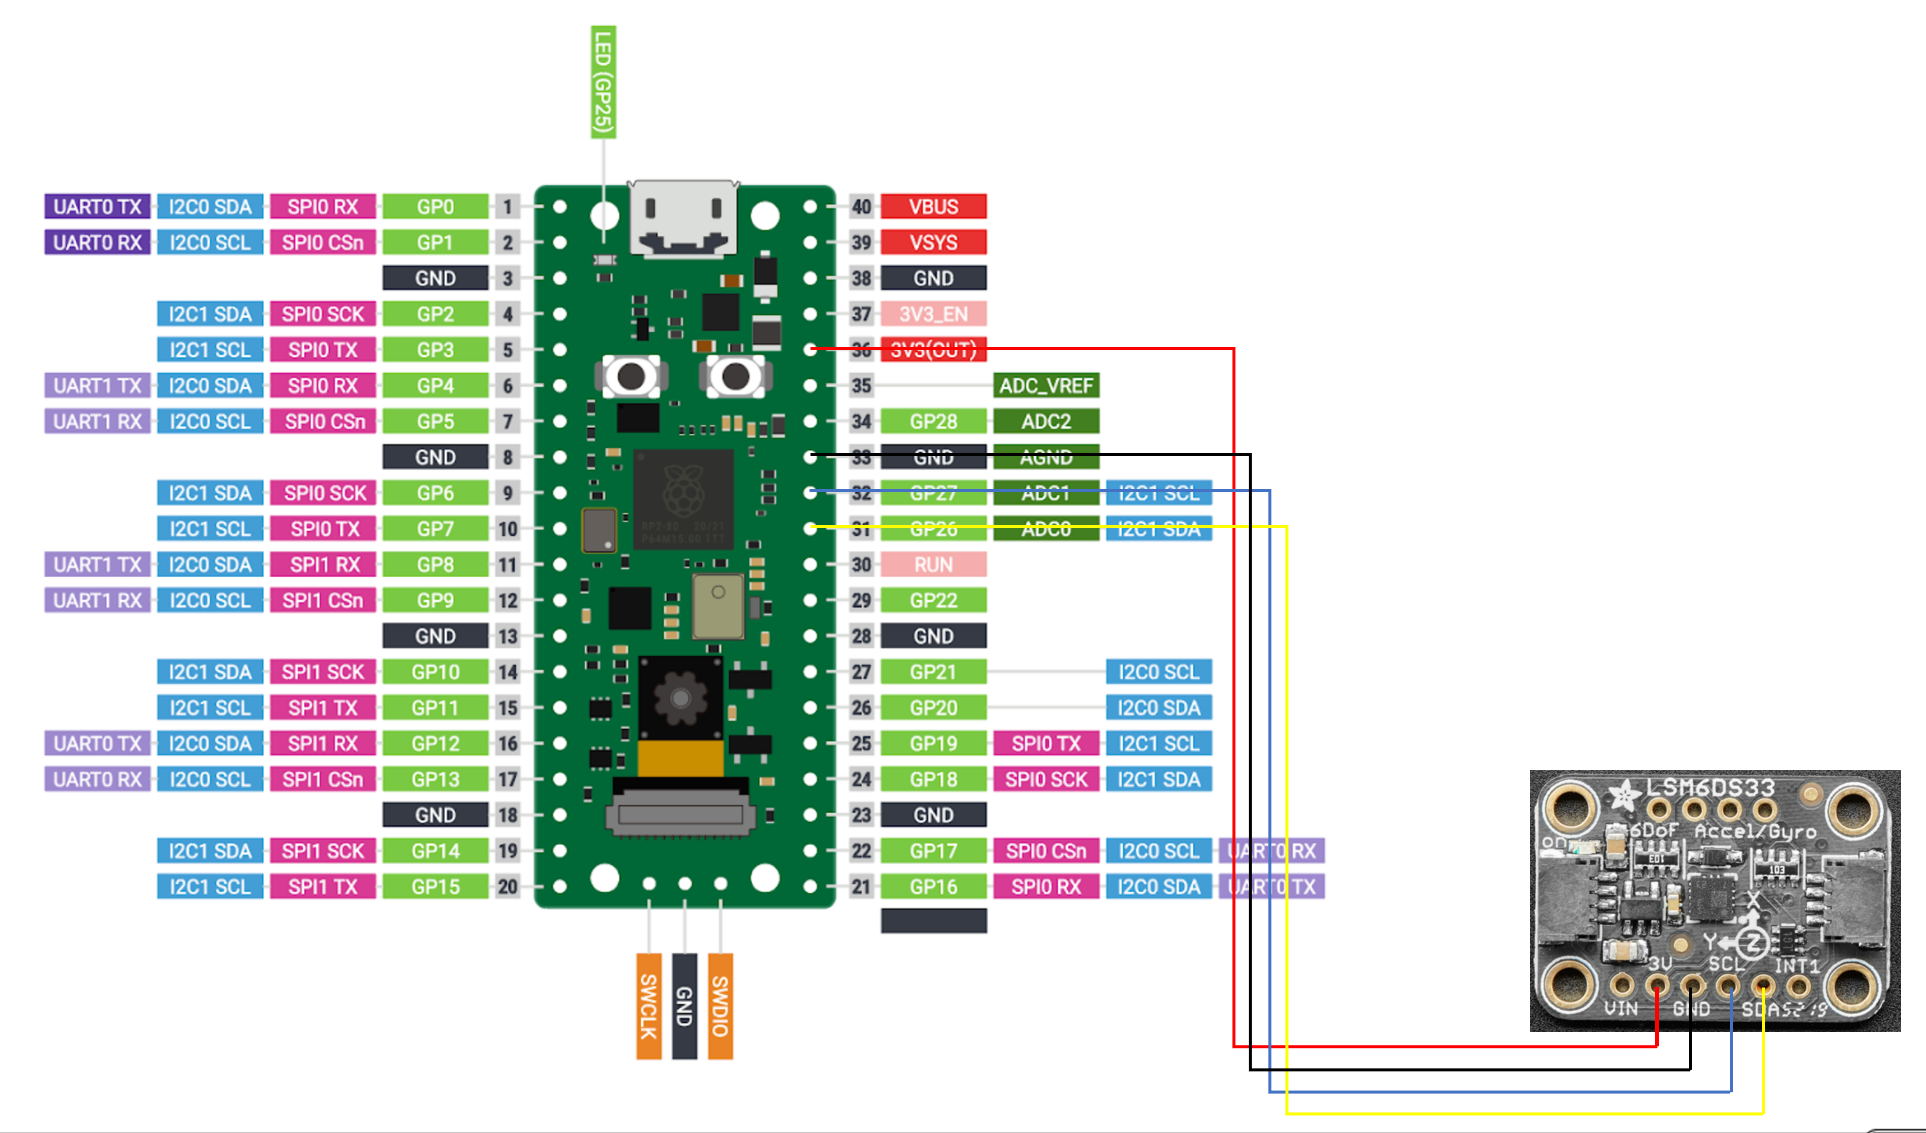 LED (GP25)
UART0 TX I2C0 SDA SPI0 RX GP0 1 40 VBUS
UART0 RX I2C0 SCL SPI0 CSn GP1 2 39 VSYS
GND 3 38 GND
I2C1 SDA SPI0 SCK GP2 4 37 3V3_EN
I2C1 SCL SPI0 TX GP3 5 36 3V3(OUT)
UART1 TX I2C0 SDA SPI0 RX GP4 6 35 ADC_VREF
UART1 RX I2C0 SCL SPI0 CSn GP5 7 34 GP28 ADC2
GND 8 33 GND AGND
I2C1 SDA SPI0 SCK GP6 9 32 GP27 ADC1 I2C1 SCL
I2C1 SCL SPI0 TX GP7 10 31 GP26 ADC0 I2C1 SDA
UART1 TX I2C0 SDA SPI1 RX GP8 11 30 RUN
UART1 RX I2C0 SCL SPI1 CSn GP9 12 29 GP22
GND 13 28 GND
I2C1 SDA SPI1 SCK GP10 14 27 GP21 I2C0 SCL
I2C1 SCL SPI1 TX GP11 15 26 GP20 I2C0 SDA
UART0 TX I2C0 SDA SPI1 RX GP12 16 25 GP19 SPI0 TX I2C1 SCL
UART0 RX I2C0 SCL SPI1 CSn GP13 17 24 GP18 SPI0 SCK I2C1 SDA
GND 18 23 GND
I2C1 SDA SPI1 SCK GP14 19 22 GP17 SPI0 CSn I2C0 SCL UART0 RX
I2C1 SCL SPI1 TX GP15 20 21 GP16 SPI0 RX I2C0 SDA UART0 TX
SWCLK GND SWDIO
LSM6DS33
6DoF Accel/Gyro
on
103
X
Y Z
3V SCL INT1
VIN GND SDA